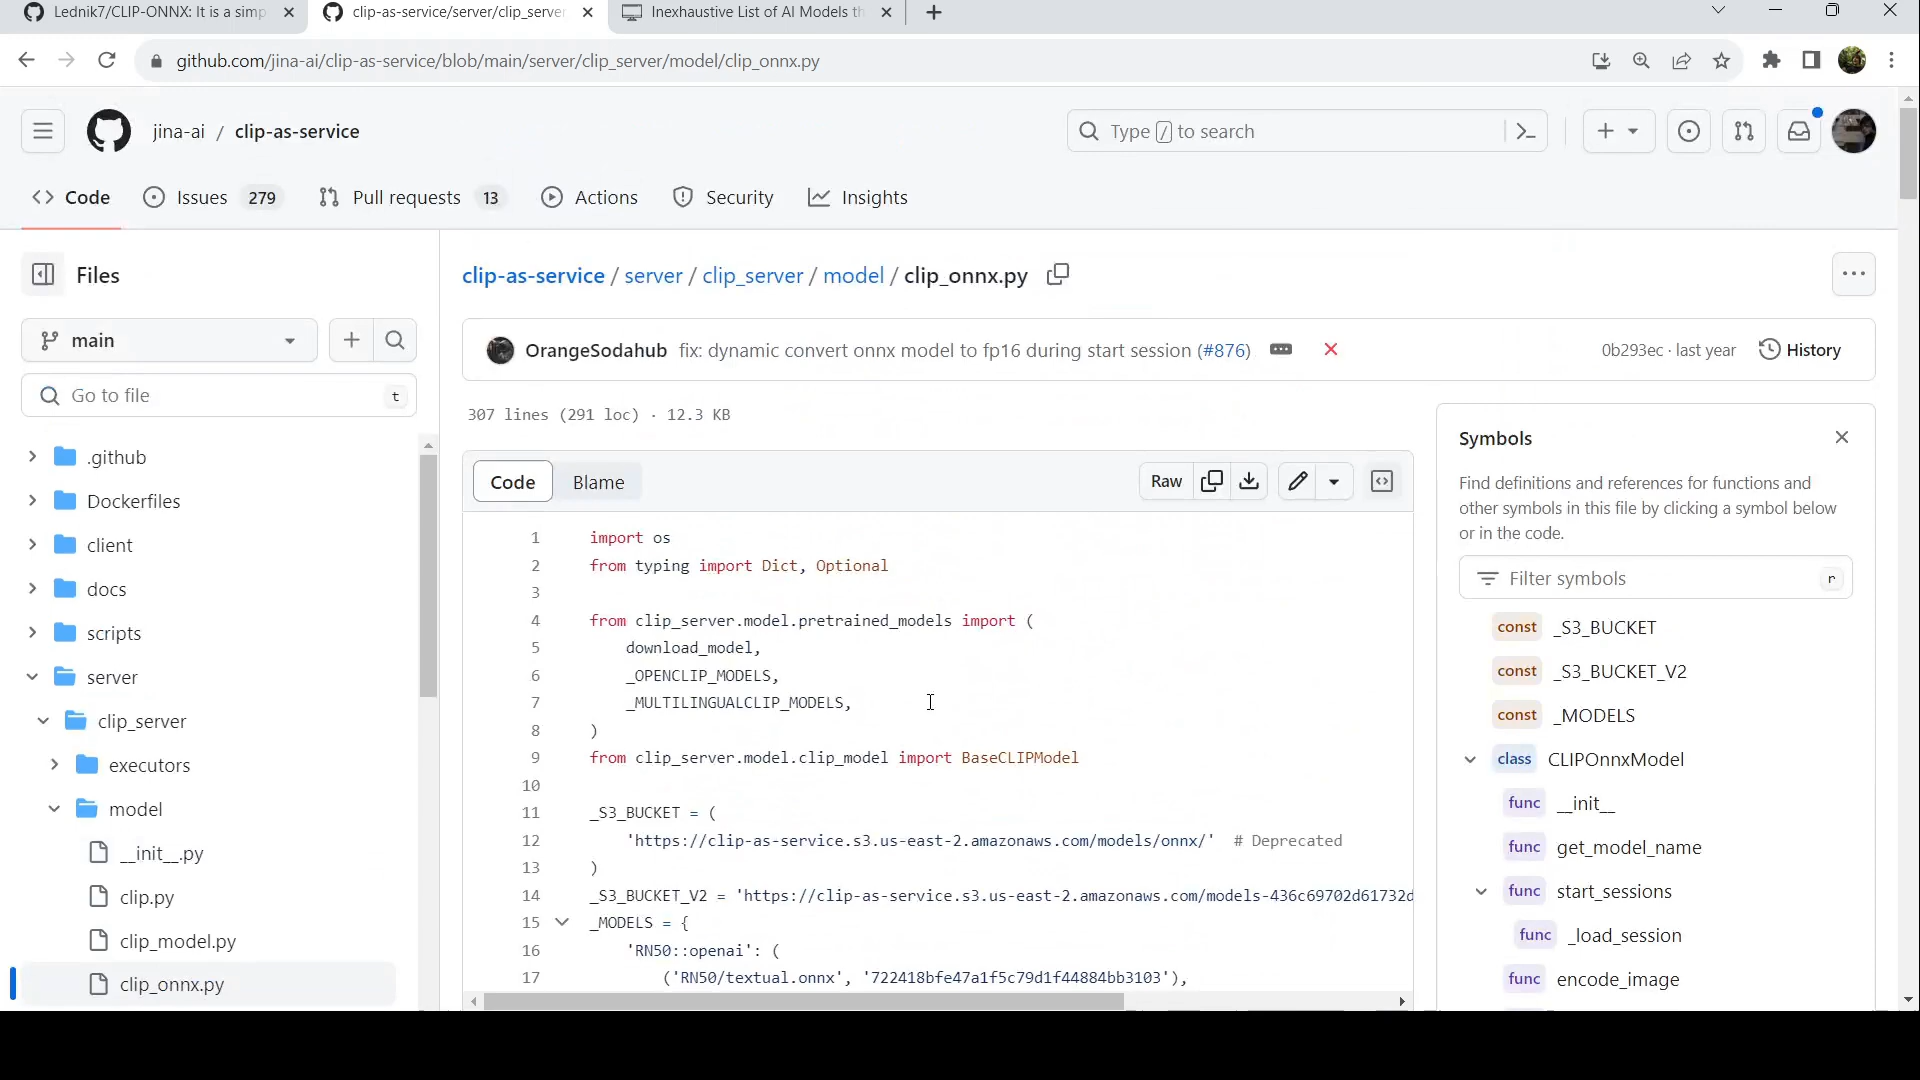 Lednik7/CLIP-ONNX: It is a simp
clip-as-service/server/clip_server
Inexhaustive List of AI Models th
github.com/jina-ai/clip-as-service/blob/main/server/clip_server/model/clip_onnx.py
jina-ai / clip-as-service
Type / to search
Code
Issues 279
Pull requests 13
Actions
Security
Insights
Files
main
Go to file
t
.github
Dockerfiles
client
docs
scripts
server
clip_server
executors
model
__init__.py
clip.py
clip_model.py
clip_onnx.py
clip-as-service / server / clip_server / model / clip_onnx.py
OrangeSodahub fix: dynamic convert onnx model to fp16 during start session (#876)
0b293ec · last year
History
307 lines (291 loc) · 12.3 KB
Code
Blame
Raw
1 import os
2 from typing import Dict, Optional
3
4 from clip_server.model.pretrained_models import (
5 download_model,
6 _OPENCLIP_MODELS,
7 _MULTILINGUALCLIP_MODELS,
8 )
9 from clip_server.model.clip_model import BaseCLIPModel
10
11 _S3_BUCKET = (
12 'https://clip-as-service.s3.us-east-2.amazonaws.com/models/onnx/' # Deprecated
13 )
14 _S3_BUCKET_V2 = 'https://clip-as-service.s3.us-east-2.amazonaws.com/models-436c69702d61732d
15 _MODELS = {
16 'RN50::openai': (
17 ('RN50/textual.onnx', '722418bfe47a1f5c79d1f44884bb3103'),
Symbols
Find definitions and references for functions and
other symbols in this file by clicking a symbol below
or in the code.
Filter symbols
r
const _S3_BUCKET
const _S3_BUCKET_V2
const _MODELS
class CLIPOnnxModel
func __init__
func get_model_name
func start_sessions
func _load_session
func encode_image